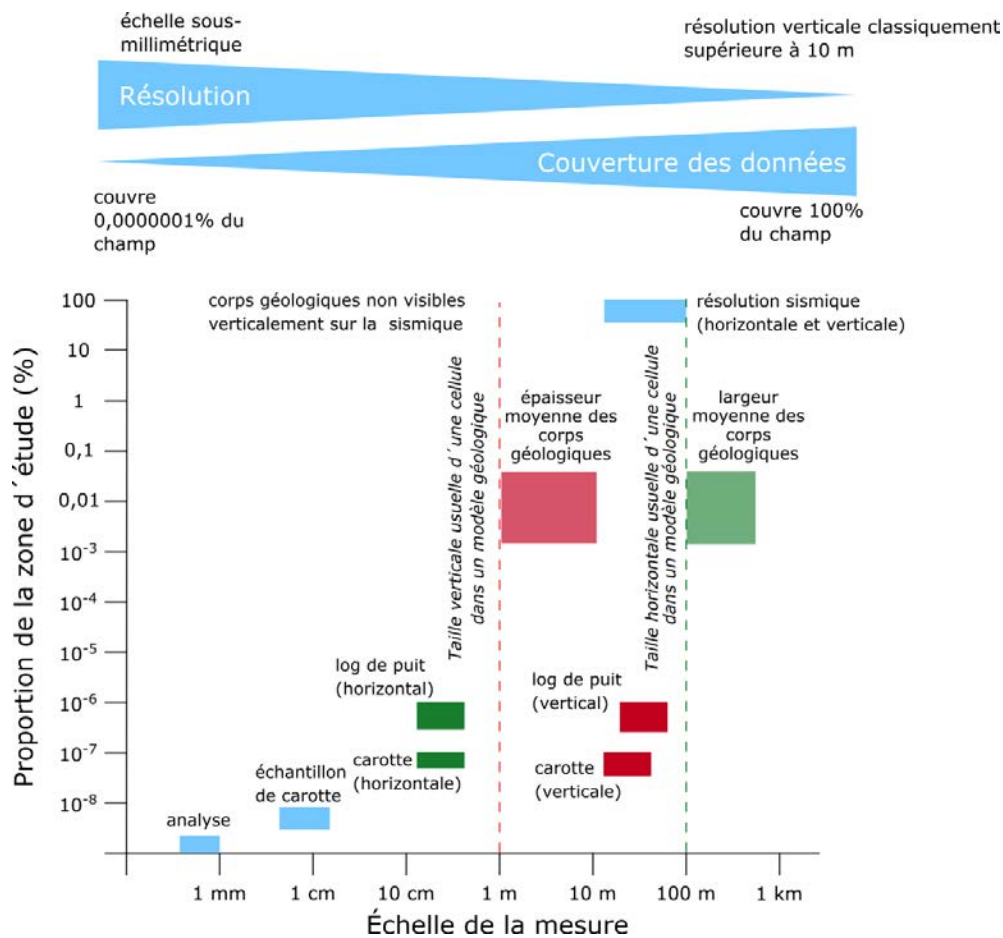 échelle sous-
millimétrique
résolution verticale classiquement
supérieure à 10 m
Résolution
Couverture des données
couvre
0,0000001% du
champ
couvre 100%
du champ
corps géologiques non visibles
verticalement sur la sismique
résolution sismique
(horizontale et verticale)
Proportion de la zone d´étude (%)
100
10
1
0,1
0,01
10⁻³
10⁻⁴
10⁻⁵
10⁻⁶
10⁻⁷
10⁻⁸
Taille verticale usuelle d´une cellule
dans un modèle géologique
épaisseur
moyenne des
corps
géologiques
Taille horizontale usuelle d´une cellule
dans un modèle géologique
largeur
moyenne des
corps
géologiques
log de puit
(horizontal)
log de puit
(vertical)
carotte
(horizontale)
carotte
(verticale)
échantillon
de carotte
analyse
1 mm
1 cm
10 cm
1 m
10 m
100 m
1 km
Échelle de la mesure